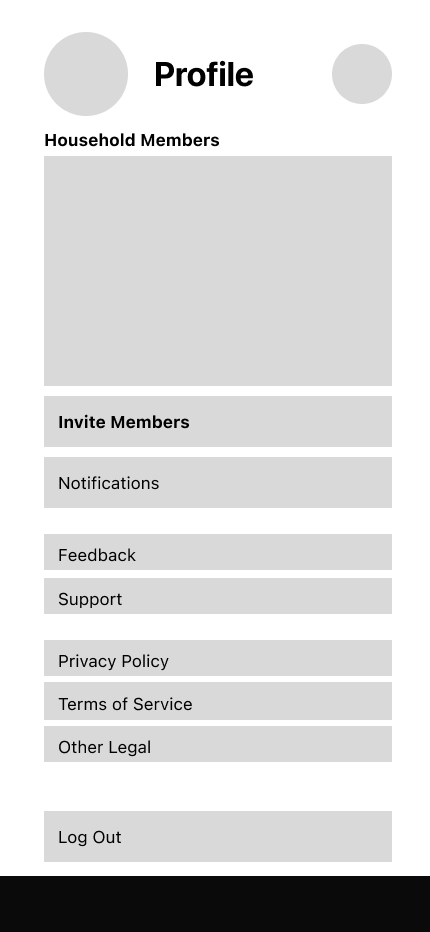 Profile
Household Members
Invite Members
Notifications
Feedback
Support
Privacy Policy
Terms of Service
Other Legal
Log Out